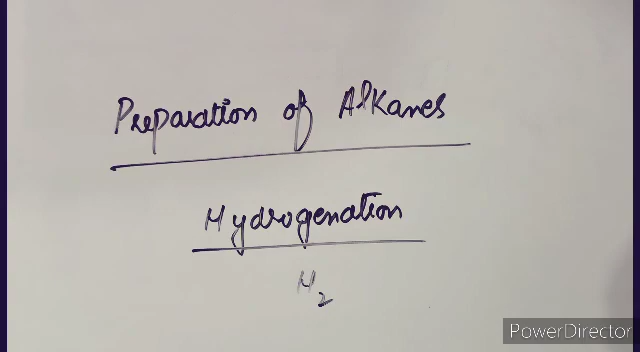 Preparation of Alkanes
Hydrogenation
H2
PowerDirector